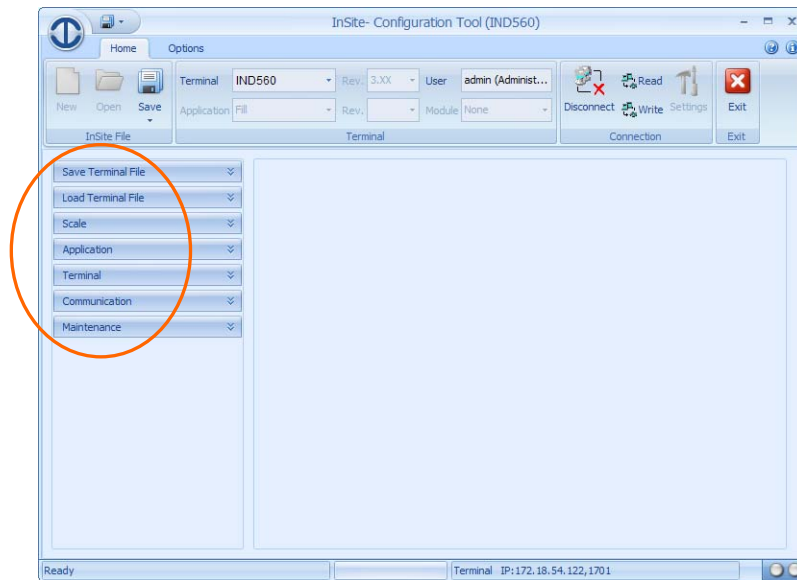 InSite- Configuration Tool (IND560)
Home Options
Terminal IND560 Rev. 3.XX User admin (Administ...
Application Fill Rev. Module None
New Open Save
Disconnect Read Write Settings
Exit
InSite File Terminal Connection Exit
Save Terminal File
Load Terminal File
Scale
Application
Terminal
Communication
Maintenance
Ready Terminal IP:172.18.54.122,1701